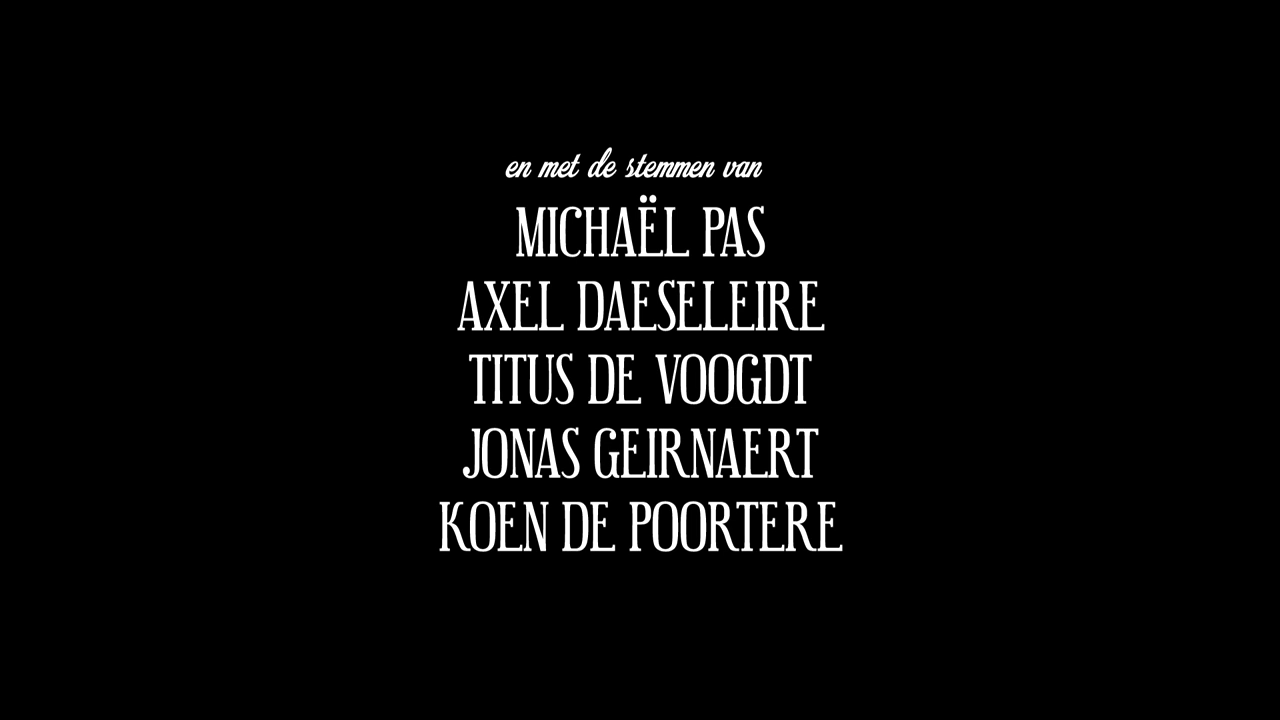 en met de stemmen van
MICHAËL PAS
AXEL DAESELEIRE
TITUS DE VOOGDT
JONAS GEIRNAERT
KOEN DE POORTERE